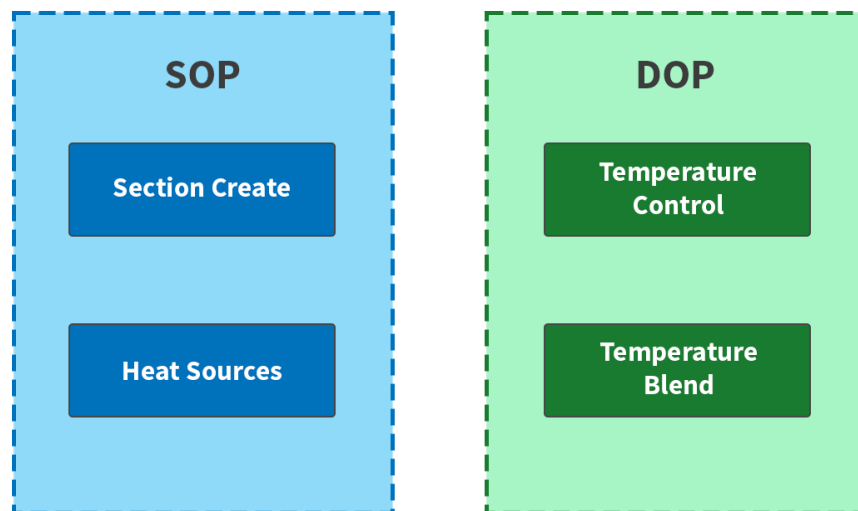 SOP
Section Create
Heat Sources
DOP
Temperature
Control
Temperature
Blend